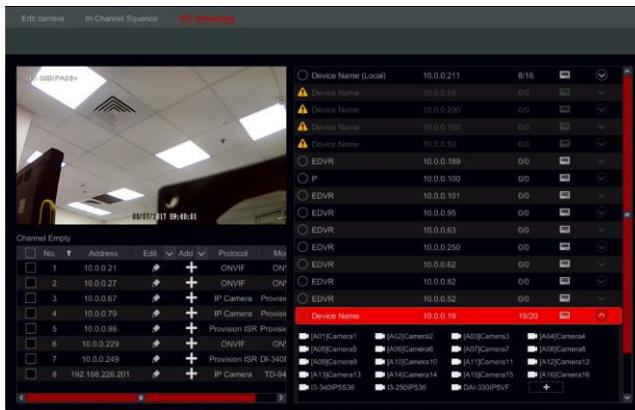 Edit camera In-Channel Squence IPC Networking
08/07/2017 09:40:01
Channel Empty
No. Address Edit Add Protocol
1 10.0.0.21 ONVIF
2 10.0.0.27 ONVIF
3 10.0.0.67 IP Camera
4 10.0.0.79 IP Camera
5 10.0.0.98 Provision ISR
6 10.0.0.229 ONVIF
7 10.0.0.249 Provision ISR
8 192.168.226.201 IP Camera TD-94
Device Name (Local) 10.0.0.211 8/16
Device Name 0/0
Device Name 10.0.0.200 0/0
Device Name 10.0.0.150 0/0
Device Name 10.0.0.50 0/0
EDVR 10.0.0.189 0/0
P 10.0.0.100 0/0
EDVR 10.0.0.101 0/0
EDVR 10.0.0.95 0/0
EDVR 10.0.0.63 0/0
EDVR 10.0.0.250 0/0
EDVR 10.0.0.62 0/0
EDVR 10.0.0.82 0/0
EDVR 10.0.0.52 0/0
Device Name 10.0.0.19 19/20
[A01]Camera1 [A02]Camera2 [A03]Camera3 [A04]Camera4
[A05]Camera5 [A06]Camera6 [A07]Camera7 [A08]Camera8
[A09]Camera9 [A10]Camera10 [A11]Camera11 [A12]Camera12
[A13]Camera13 [A14]Camera14 [A15]Camera15 [A16]Camera16
I3-340IP5S36 I3-250IP536 DAI-330IP5VF